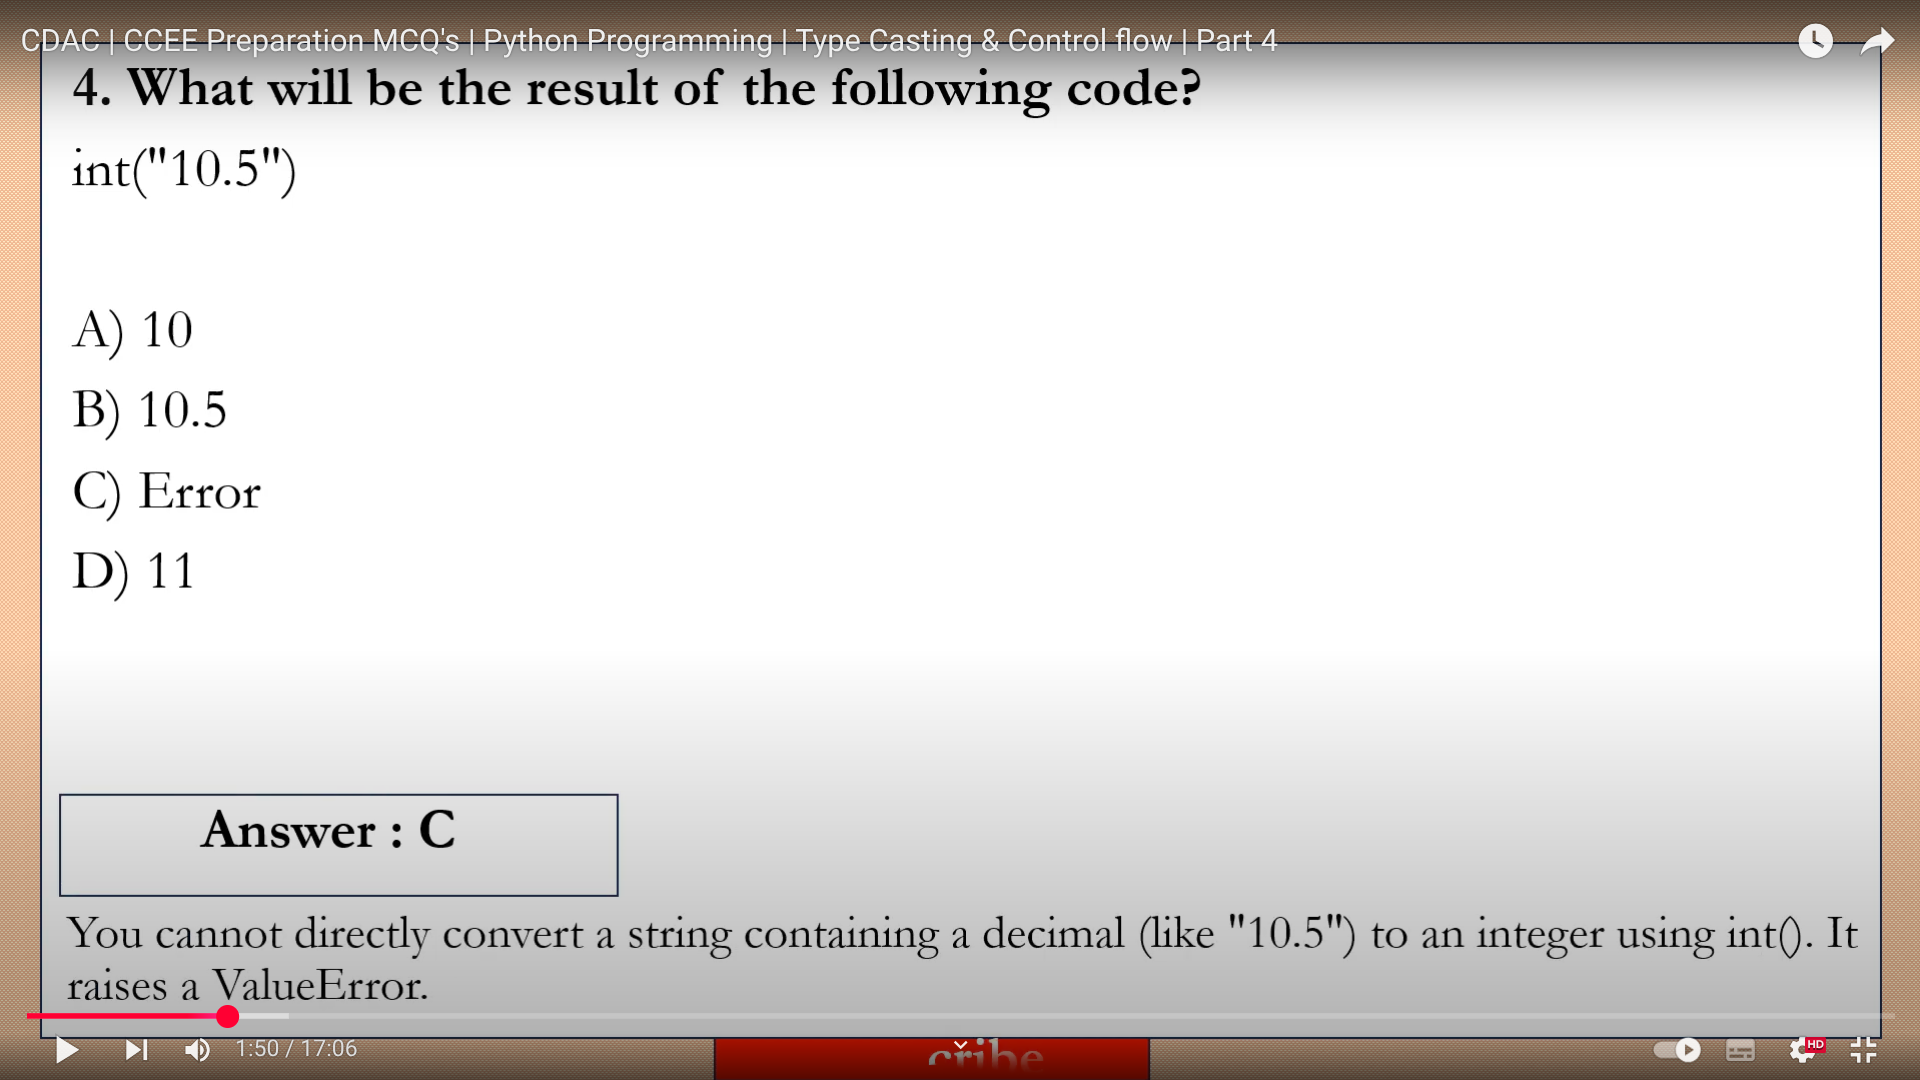 CDAC | CCEE Preparation MCQ's | Python Programming | Type Casting & Control flow | Part 4
4. What will be the result of the following code?
int("10.5")
A) 10
B) 10.5
C) Error
D) 11
Answer : C
You cannot directly convert a string containing a decimal (like "10.5") to an integer using int(). It
raises a ValueError.
1:50 / 17:06
cribe
HD